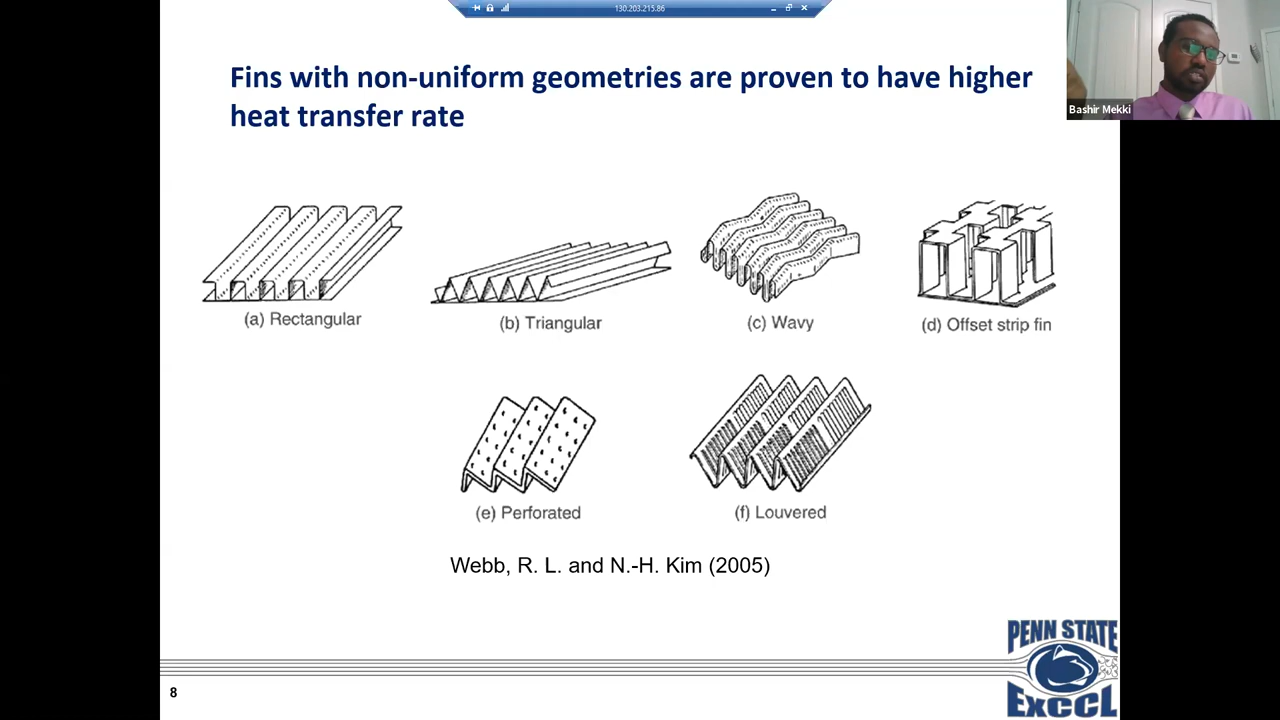 130.203.215.86
Fins with non-uniform geometries are proven to have higher
heat transfer rate
Bashir Mekki
(a) Rectangular
(b) Triangular
(c) Wavy
(d) Offset strip fin
(e) Perforated
(f) Louvered
Webb, R. L. and N.-H. Kim (2005)
8
PENN STATE
ExCCL